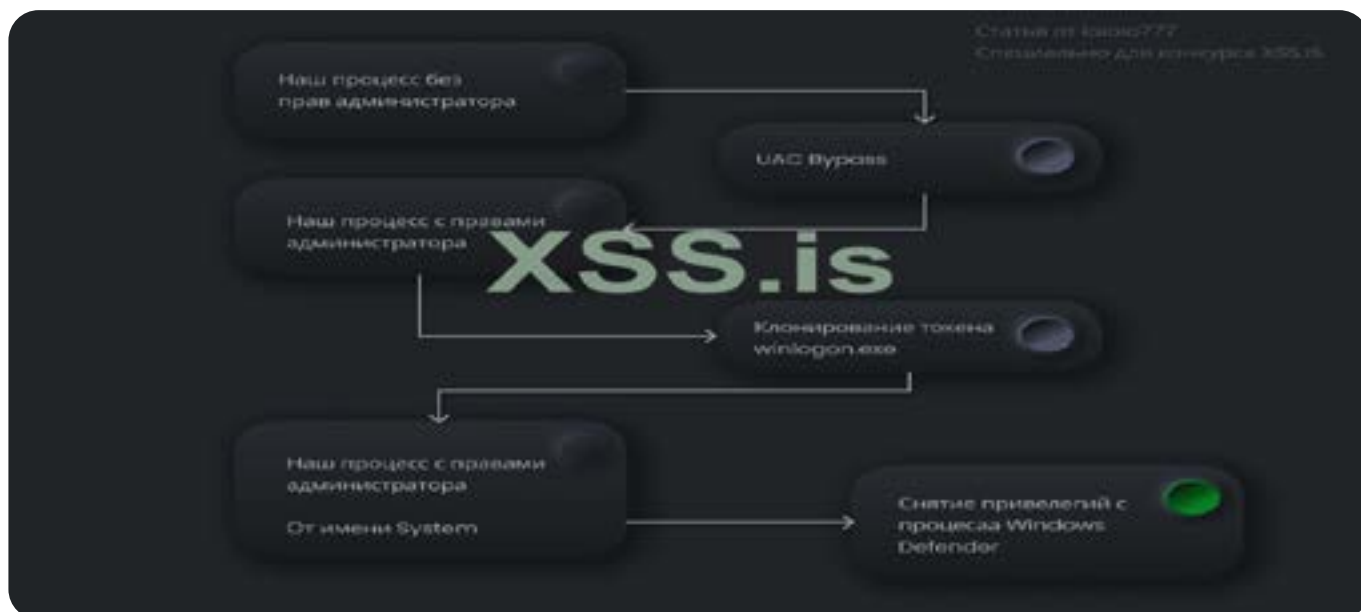 Статья от
Специально для конкурса XSS.is
Наш процесс без
прав администратора
UAC Bypass
Наш процесс с правами
администратора
XSS.is
Клонирование токена
winlogon.exe
Наш процесс с правами
администратора
От имени System
Снятие привелегий с
процесаа Windows
Defender